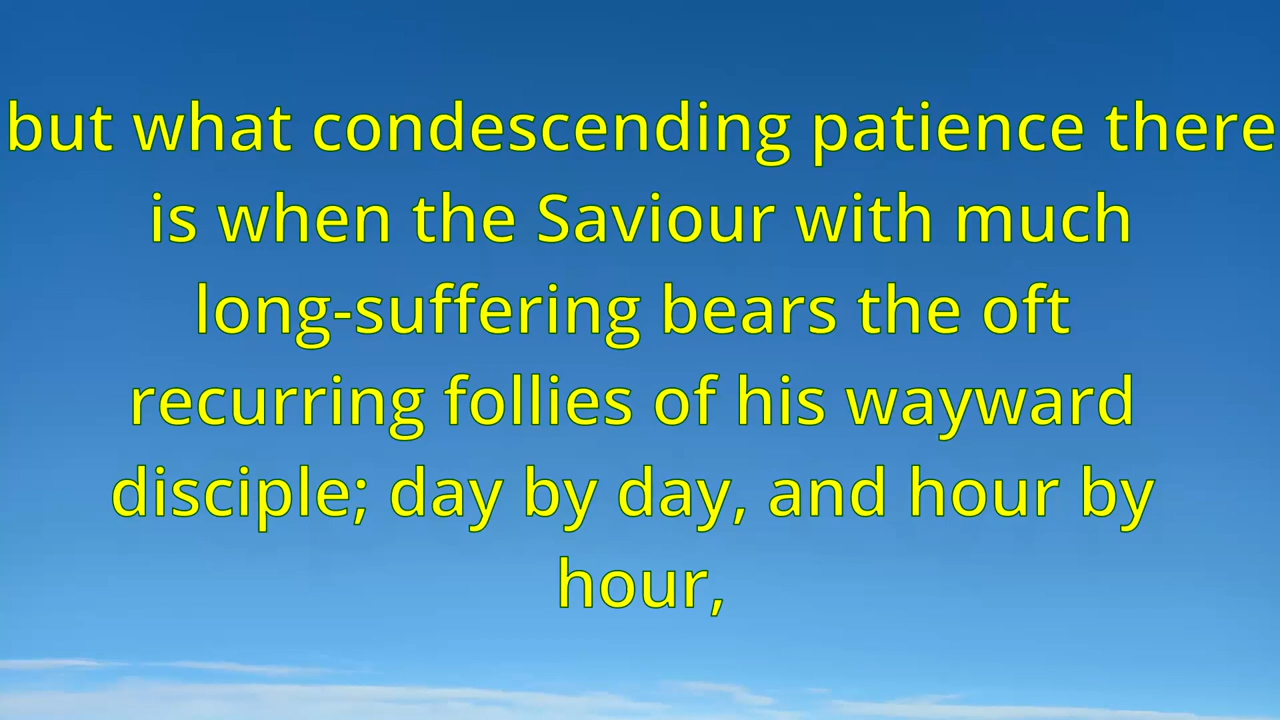 but what condescending patience there
is when the Saviour with much
long-suffering bears the oft
recurring follies of his wayward
disciple; day by day, and hour by
hour,